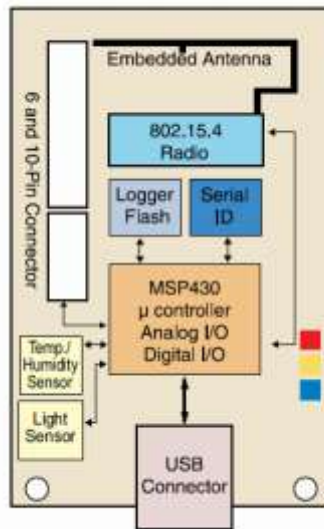 Embedded Antenna
6 and 10-Pin Connector
802.15.4
Radio
Logger
Flash
Serial
ID
MSP430
μ controller
Analog I/O
Digital I/O
Temp./
Humidity
Sensor
Light
Sensor
USB
Connector